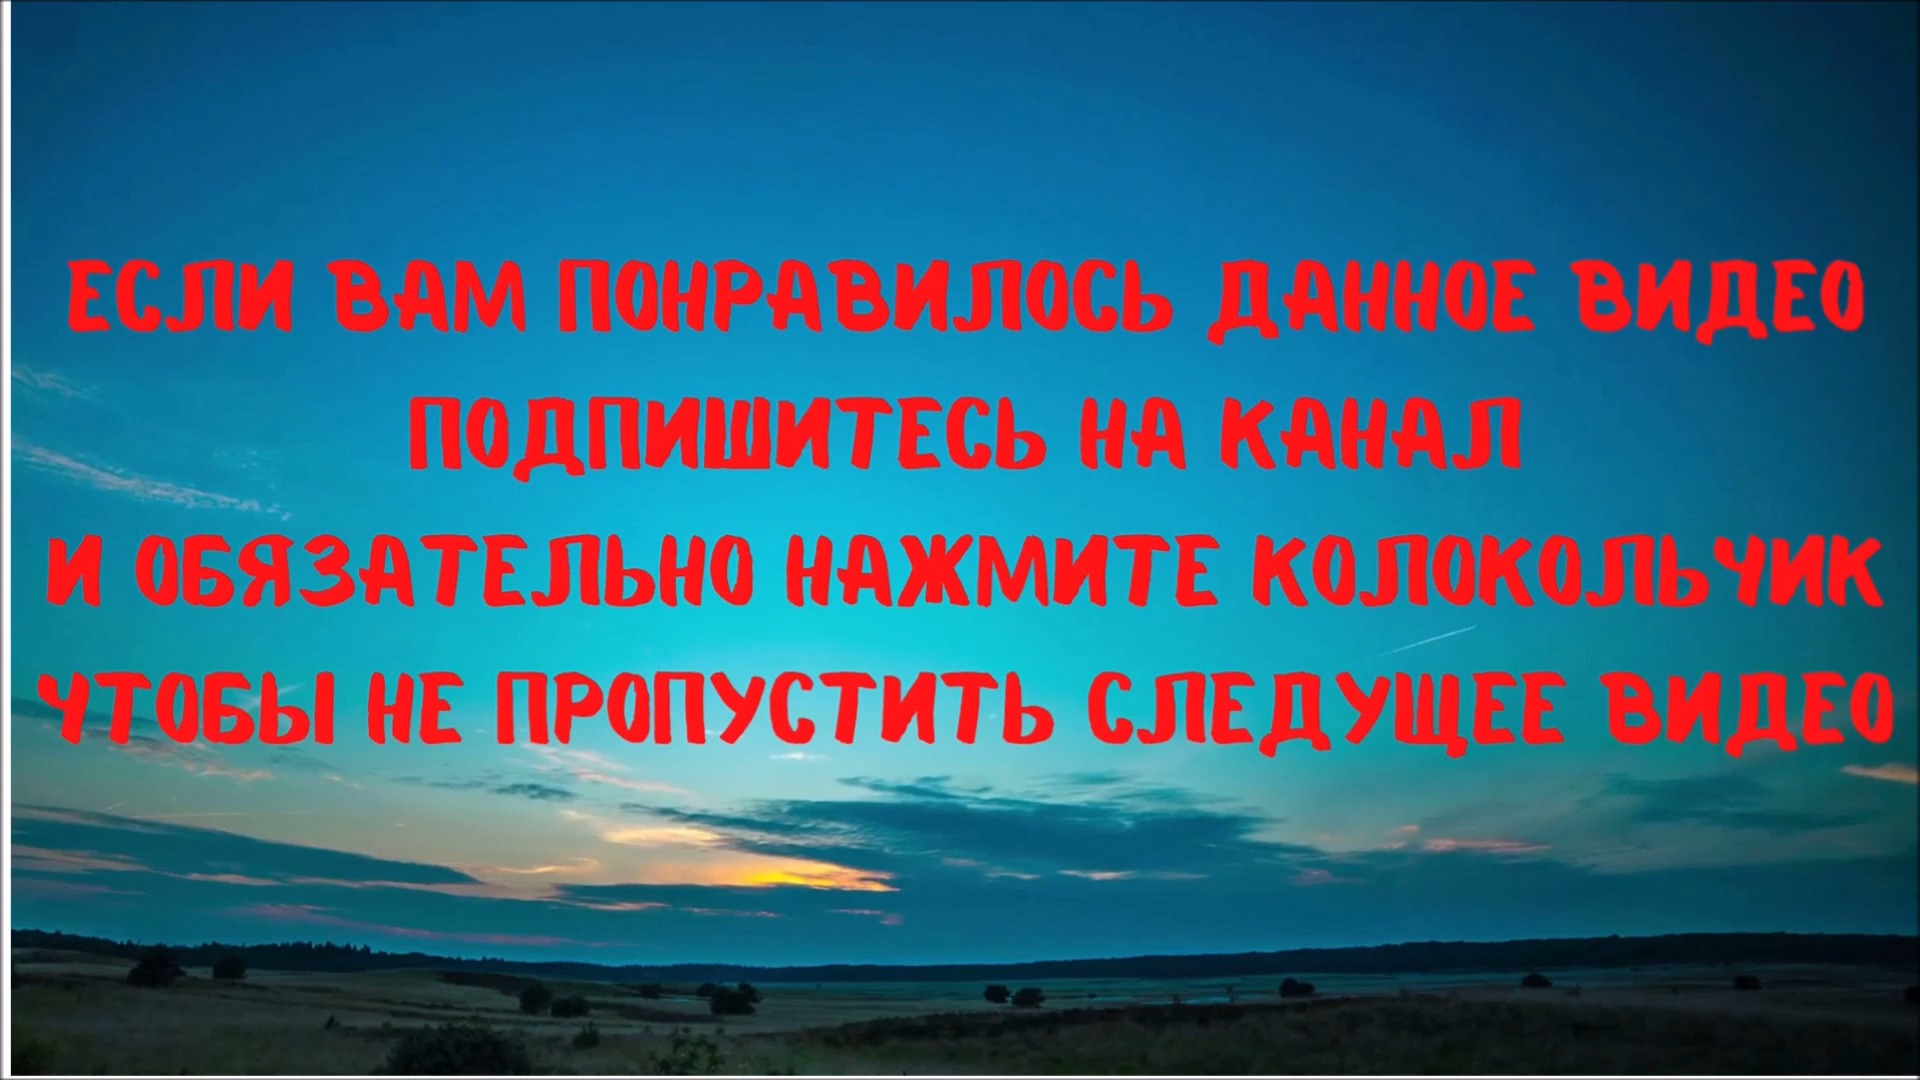 ЕСЛИ ВАМ ПОНРАВИЛОСЬ ДАННОЕ ВИДЕО
ПОДПИШИТЕСЬ НА КАНАЛ
И ОБЯЗАТЕЛЬНО НАЖМИТЕ КОЛОКОЛЬЧИК
ЧТОБЫ НЕ ПРОПУСТИТЬ СЛЕДУЩЕЕ ВИДЕО